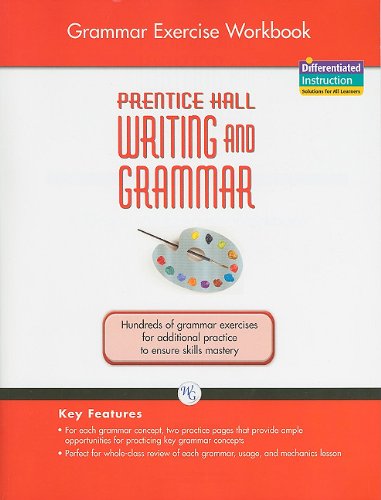 Grammar Exercise Workbook
Differentiated
Instruction
Solutions for All Learners
PRENTICE HALL
WRITING AND
GRAMMAR
Hundreds of grammar exercises
for additional practice
to ensure skills mastery
WG
Key Features
• For each grammar concept, two practice pages that provide ample
opportunities for practicing key grammar concepts
• Perfect for whole-class review of each grammar, usage, and mechanics lesson